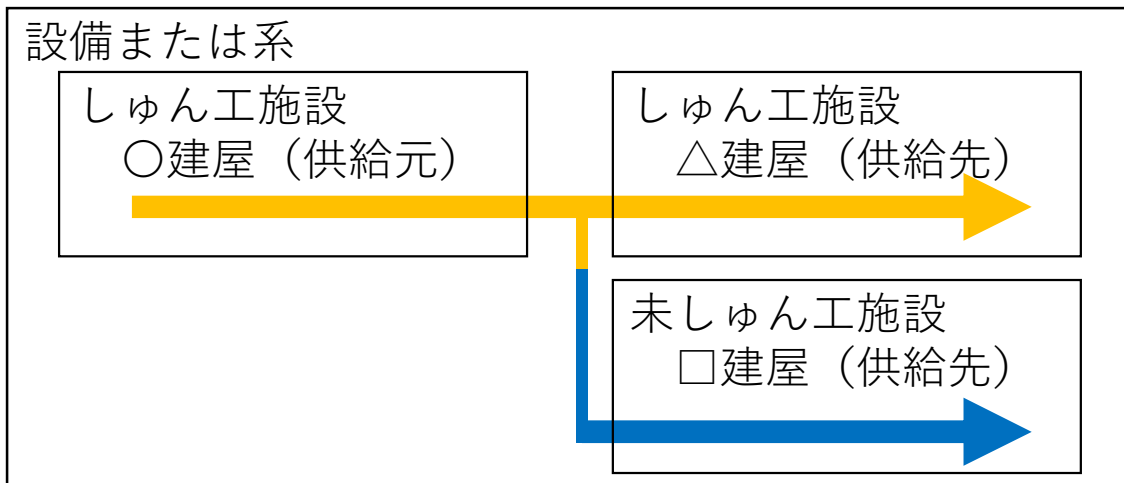 設備または系
しゅん工施設
〇建屋（供給元）
しゅん工施設
△建屋（供給先）
未しゅん工施設
□建屋（供給先）